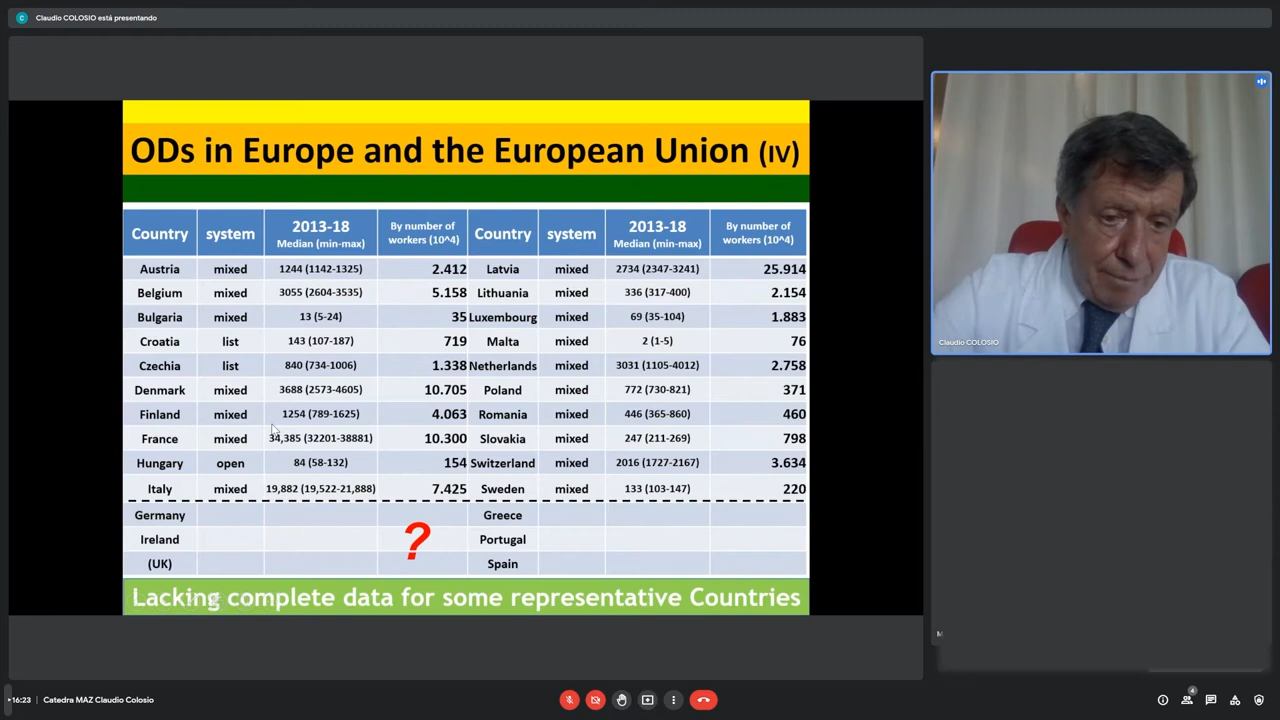 C Claudio COLOSIO está presentando
ODs in Europe and the European Union (IV)
Country system 2013-18 Median (min-max) By number of workers (10^4) Country system 2013-18 Median (min-max) By number of workers (10^4)
Austria mixed 1244 (1142-1325) 2.412 Latvia mixed 2734 (2347-3241) 25.914
Belgium mixed 3055 (2604-3535) 5.158 Lithuania mixed 336 (317-400) 2.154
Bulgaria mixed 13 (5-24) 35 Luxembourg mixed 69 (35-104) 1.883
Croatia list 143 (107-187) 719 Malta mixed 2 (1-5) 76
Czechia list 840 (734-1006) 1.338 Netherlands mixed 3031 (1105-4012) 2.758
Denmark mixed 3688 (2573-4605) 10.705 Poland mixed 772 (730-821) 371
Finland mixed 1254 (789-1625) 4.063 Romania mixed 446 (365-860) 460
France mixed 34,385 (32201-38881) 10.300 Slovakia mixed 247 (211-269) 798
Hungary open 84 (58-132) 154 Switzerland mixed 2016 (1727-2167) 3.634
Italy mixed 19,882 (19,522-21,888) 7.425 Sweden mixed 133 (103-147) 220
Germany Greece
Ireland ? Portugal
(UK) Spain
Lacking complete data for some representative Countries
Claudio COLOSIO
M
16:23 | Catedra MAZ Claudio Colosio
4